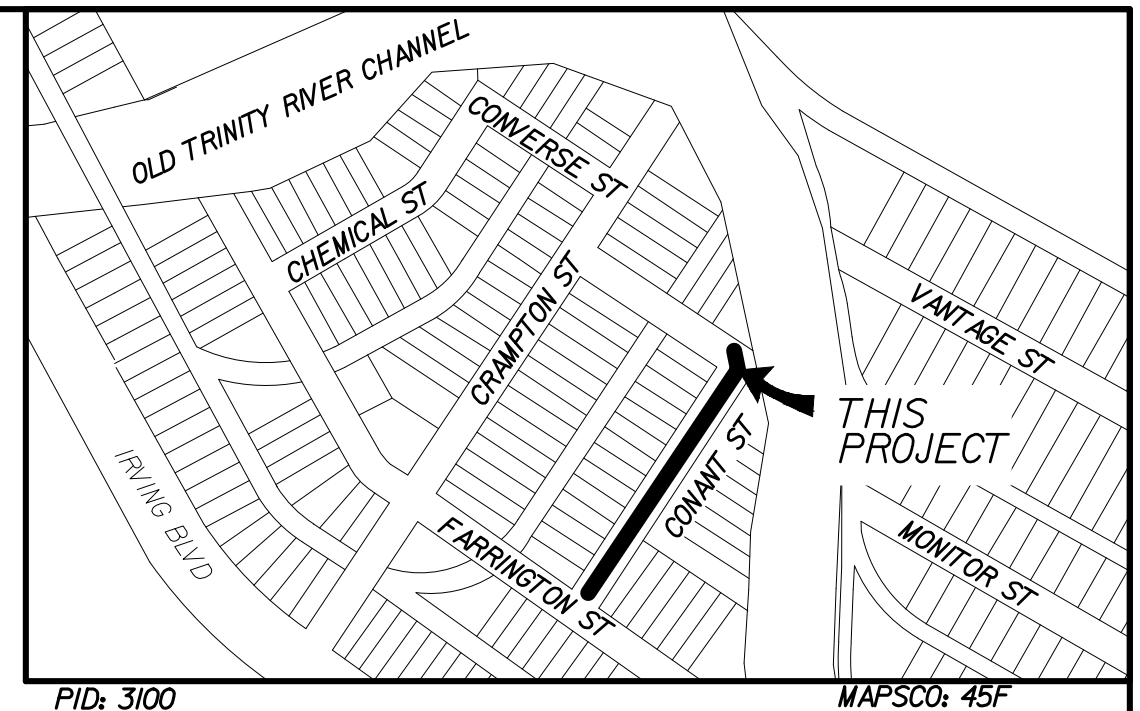 OLD TRINITY RIVER CHANNEL
CONVERSE ST
CHEMICAL ST
CRAMPTON ST
VANTAGE ST
THIS
PROJECT
CONANT ST
IRVING BLVD
FARRINGTON ST
MONITOR ST
PID: 3100
MAPSCO: 45F